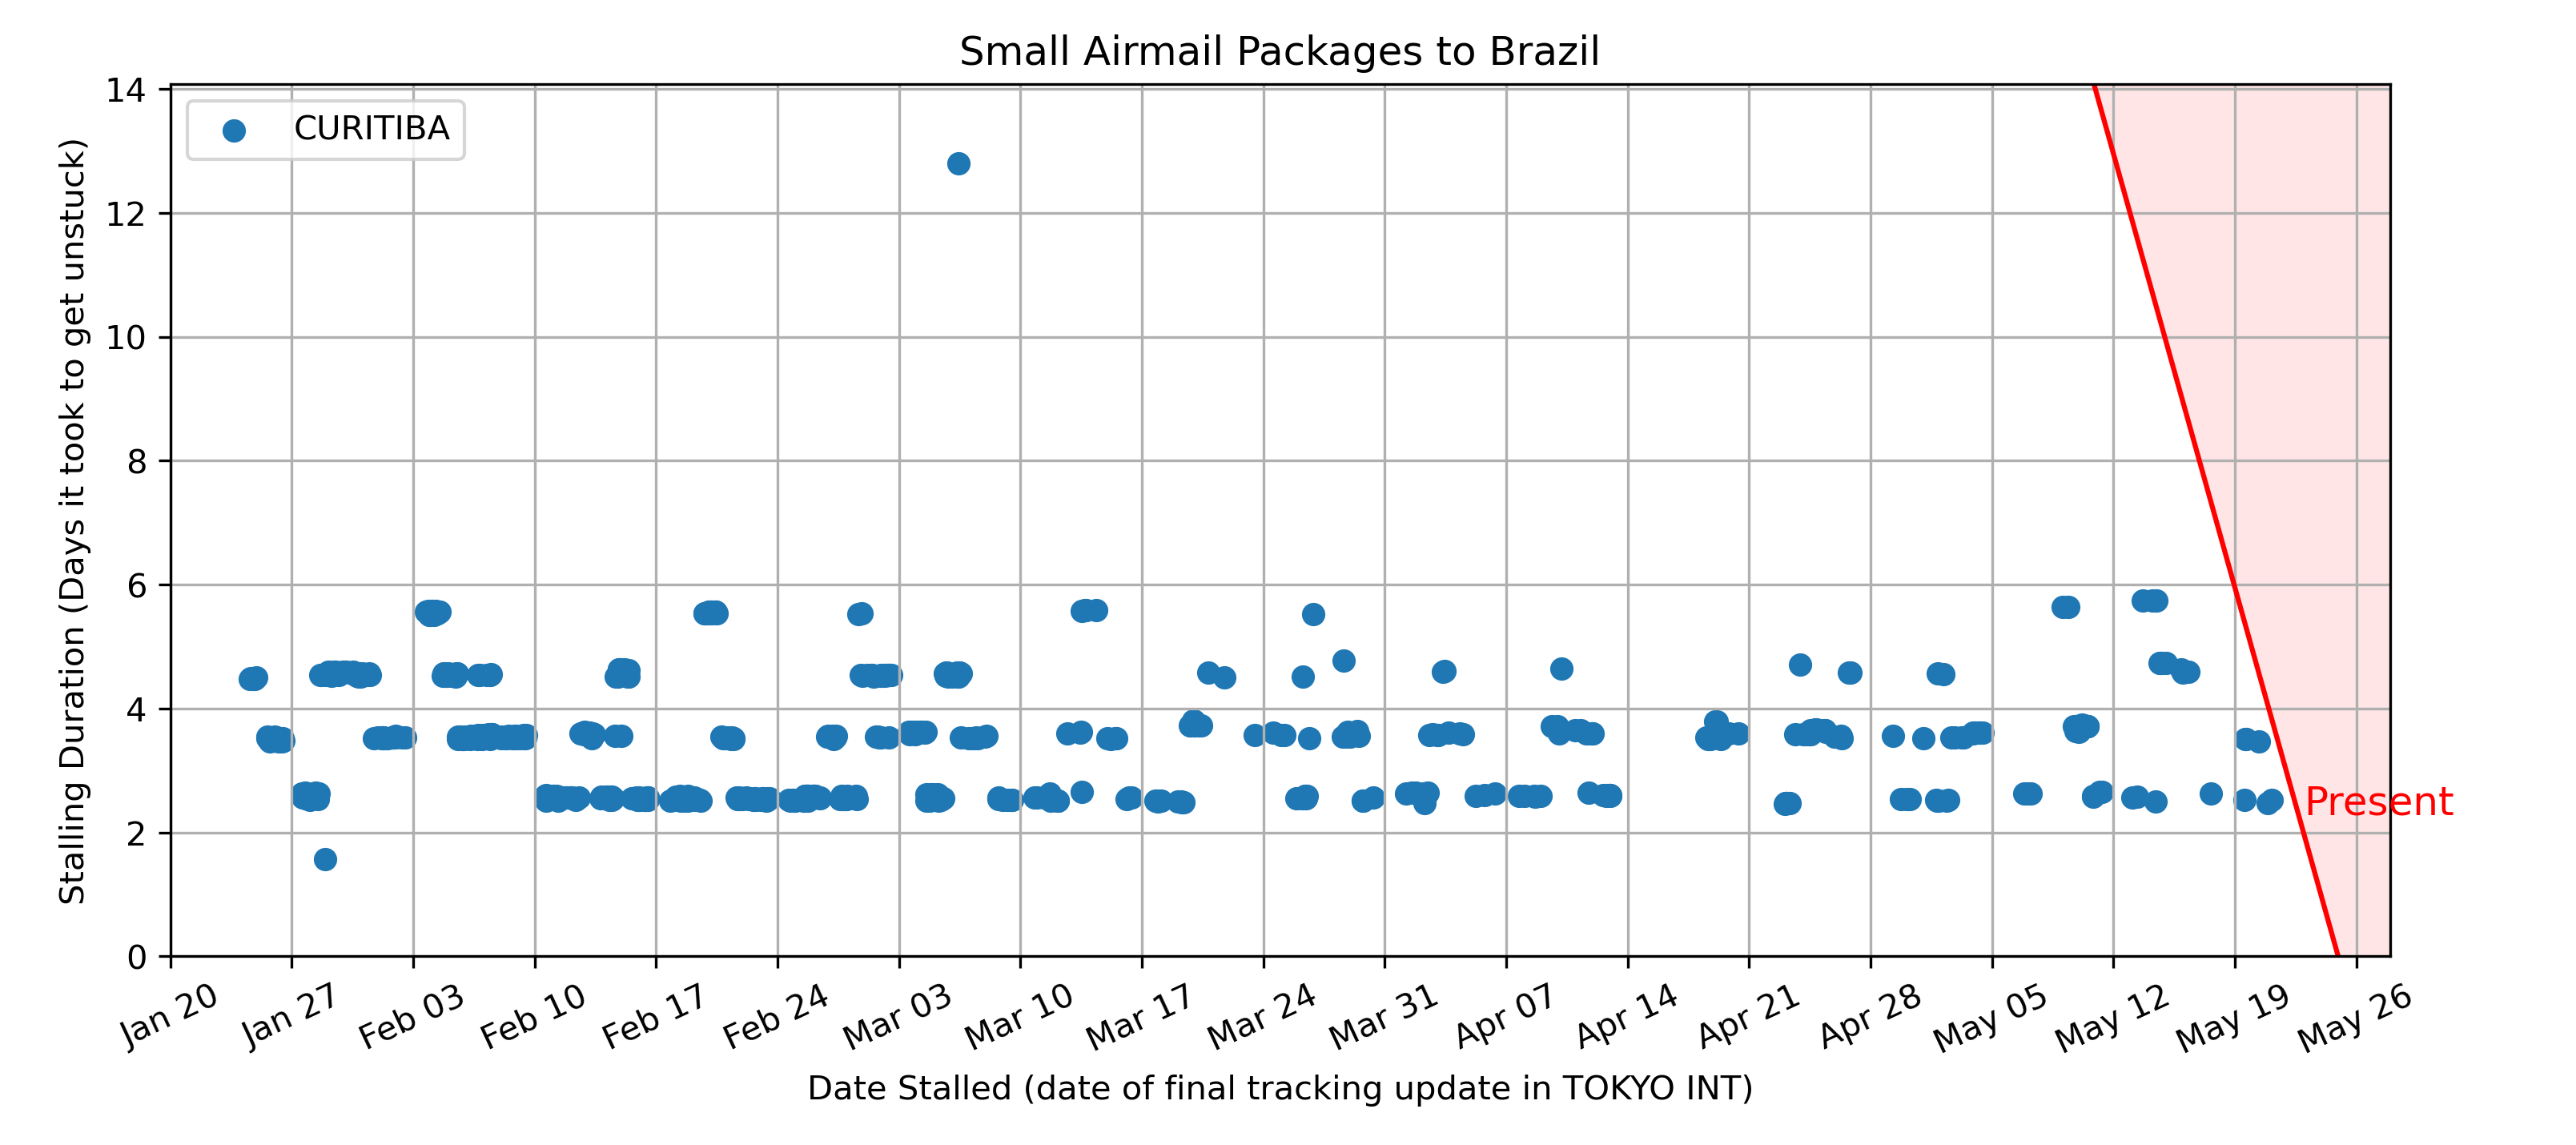 Small Airmail Packages to Brazil
CURITIBA
Stalling Duration (Days it took to get unstuck)
14
12
10
8
6
4
2
0
Present
Jan 20
Jan 27
Feb 03
Feb 10
Feb 17
Feb 24
Mar 03
Mar 10
Mar 17
Mar 24
Mar 31
Apr 07
Apr 14
Apr 21
Apr 28
May 05
May 12
May 19
May 26
Date Stalled (date of final tracking update in TOKYO INT)